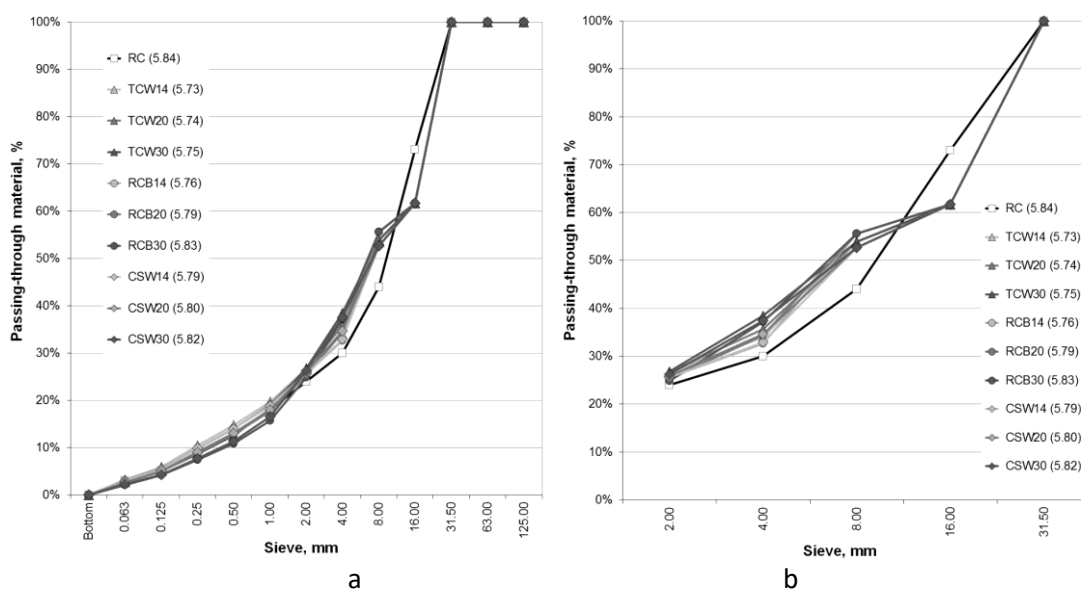 100%
90%
80%
70%
60%
50%
40%
30%
20%
10%
0%
Passing-through material, %
RC (5.84)
TCW14 (5.73)
TCW20 (5.74)
TCW30 (5.75)
RCB14 (5.76)
RCB20 (5.79)
RCB30 (5.83)
CSW14 (5.79)
CSW20 (5.80)
CSW30 (5.82)
Bottom
0.063
0.125
0.25
0.50
1.00
2.00
4.00
8.00
16.00
31.50
63.00
125.00
Sieve, mm
a
100%
90%
80%
70%
60%
50%
40%
30%
20%
10%
0%
Passing-through material, %
RC (5.84)
TCW14 (5.73)
TCW20 (5.74)
TCW30 (5.75)
RCB14 (5.76)
RCB20 (5.79)
RCB30 (5.83)
CSW14 (5.79)
CSW20 (5.80)
CSW30 (5.82)
2.00
4.00
8.00
16.00
31.50
Sieve, mm
b